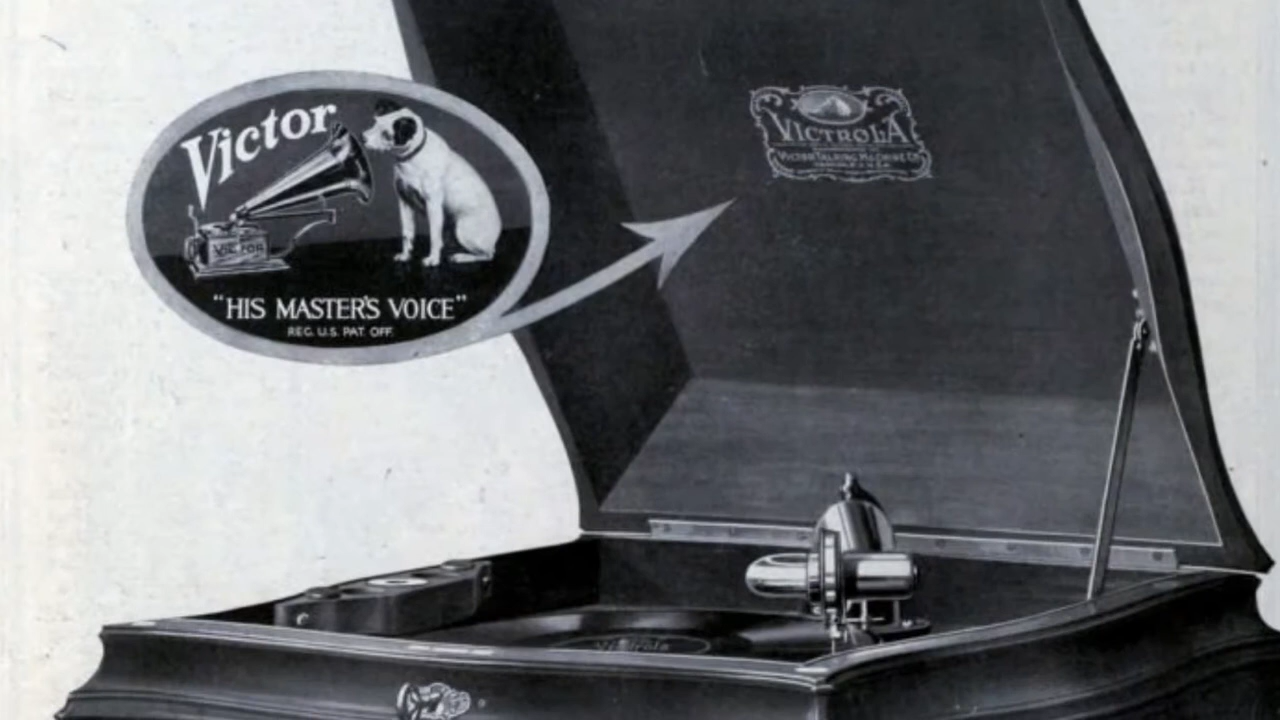 Victor
VICTOR
"HIS MASTER'S VOICE"
REG. U.S. PAT. OFF.
VICTROLA
VICTOR TALKING MACHINE CO.
Victrola